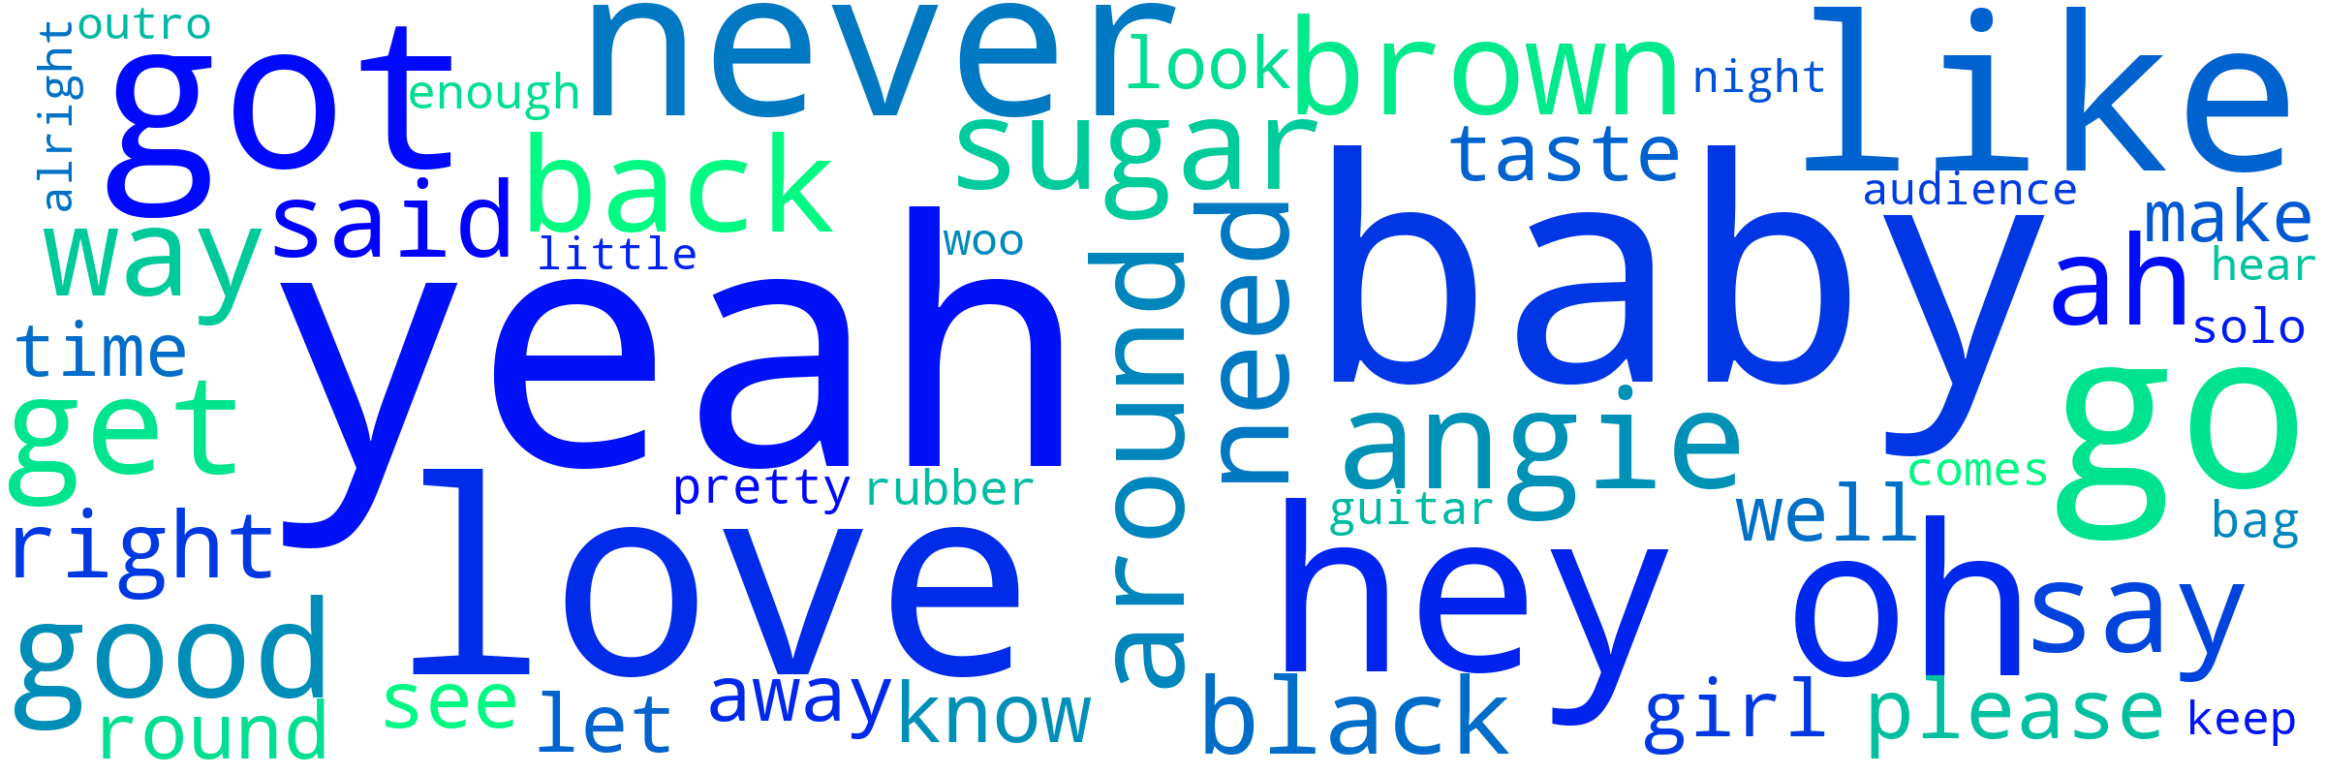 outro
alright
got
enough
never
look
brown
night
like
sugar
taste
back
said
way
little
woo
audience
make
ah
hear
solo
yeah
around
need
baby
time
get
angie
go
comes
pretty
rubber
guitar
well
bag
right
love
hey
oh
say
good
round
see
let
away
know
black
girl
please
keep